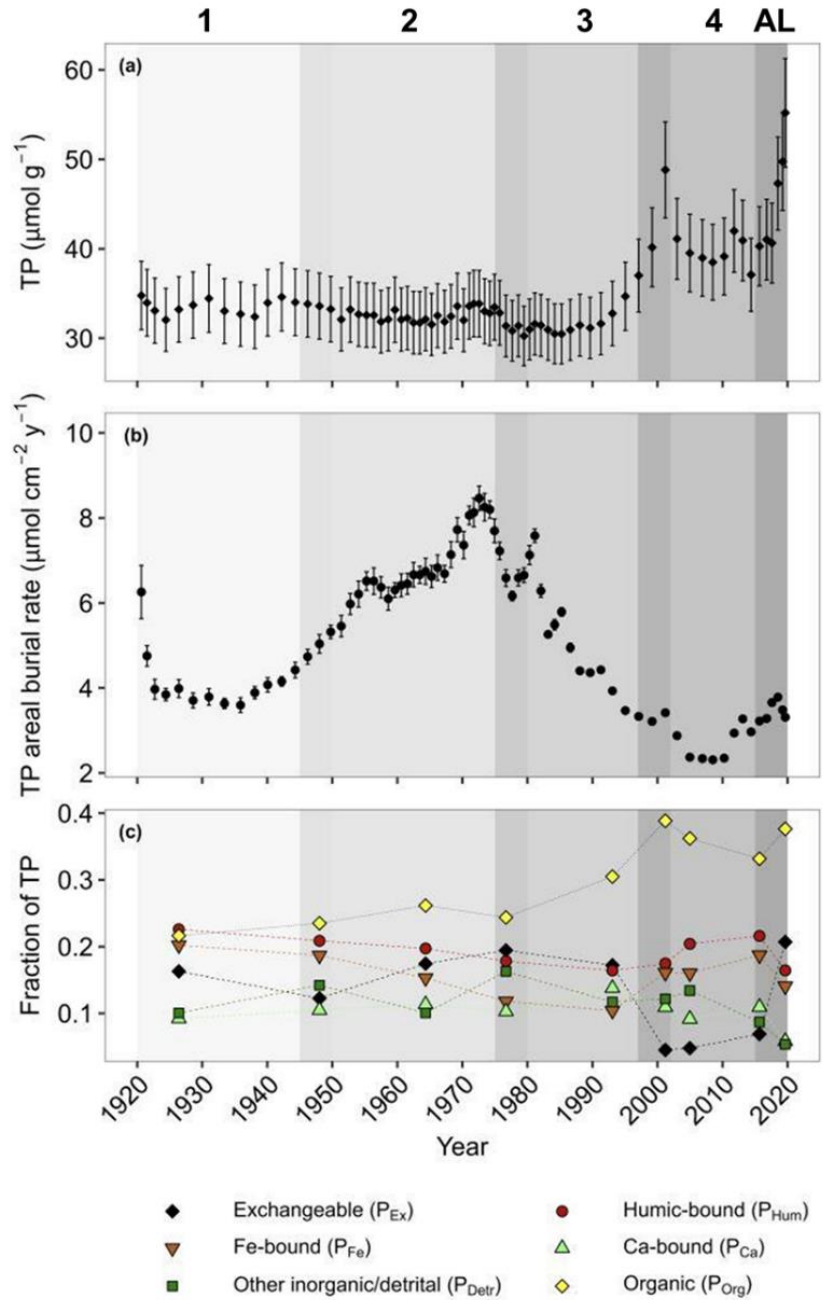 1 2 3 4 AL
(a)
TP (μmol g⁻¹)
60
50
40
30
(b)
TP areal burial rate (μmol cm⁻² y⁻¹)
10
8
6
4
2
(c)
Fraction of TP
0.4
0.3
0.2
0.1
1920 1930 1940 1950 1960 1970 1980 1990 2000 2010 2020
Year
Exchangeable (P_Ex) Humic-bound (P_Hum)
Fe-bound (P_Fe) Ca-bound (P_Ca)
Other inorganic/detrital (P_Detr) Organic (P_Org)